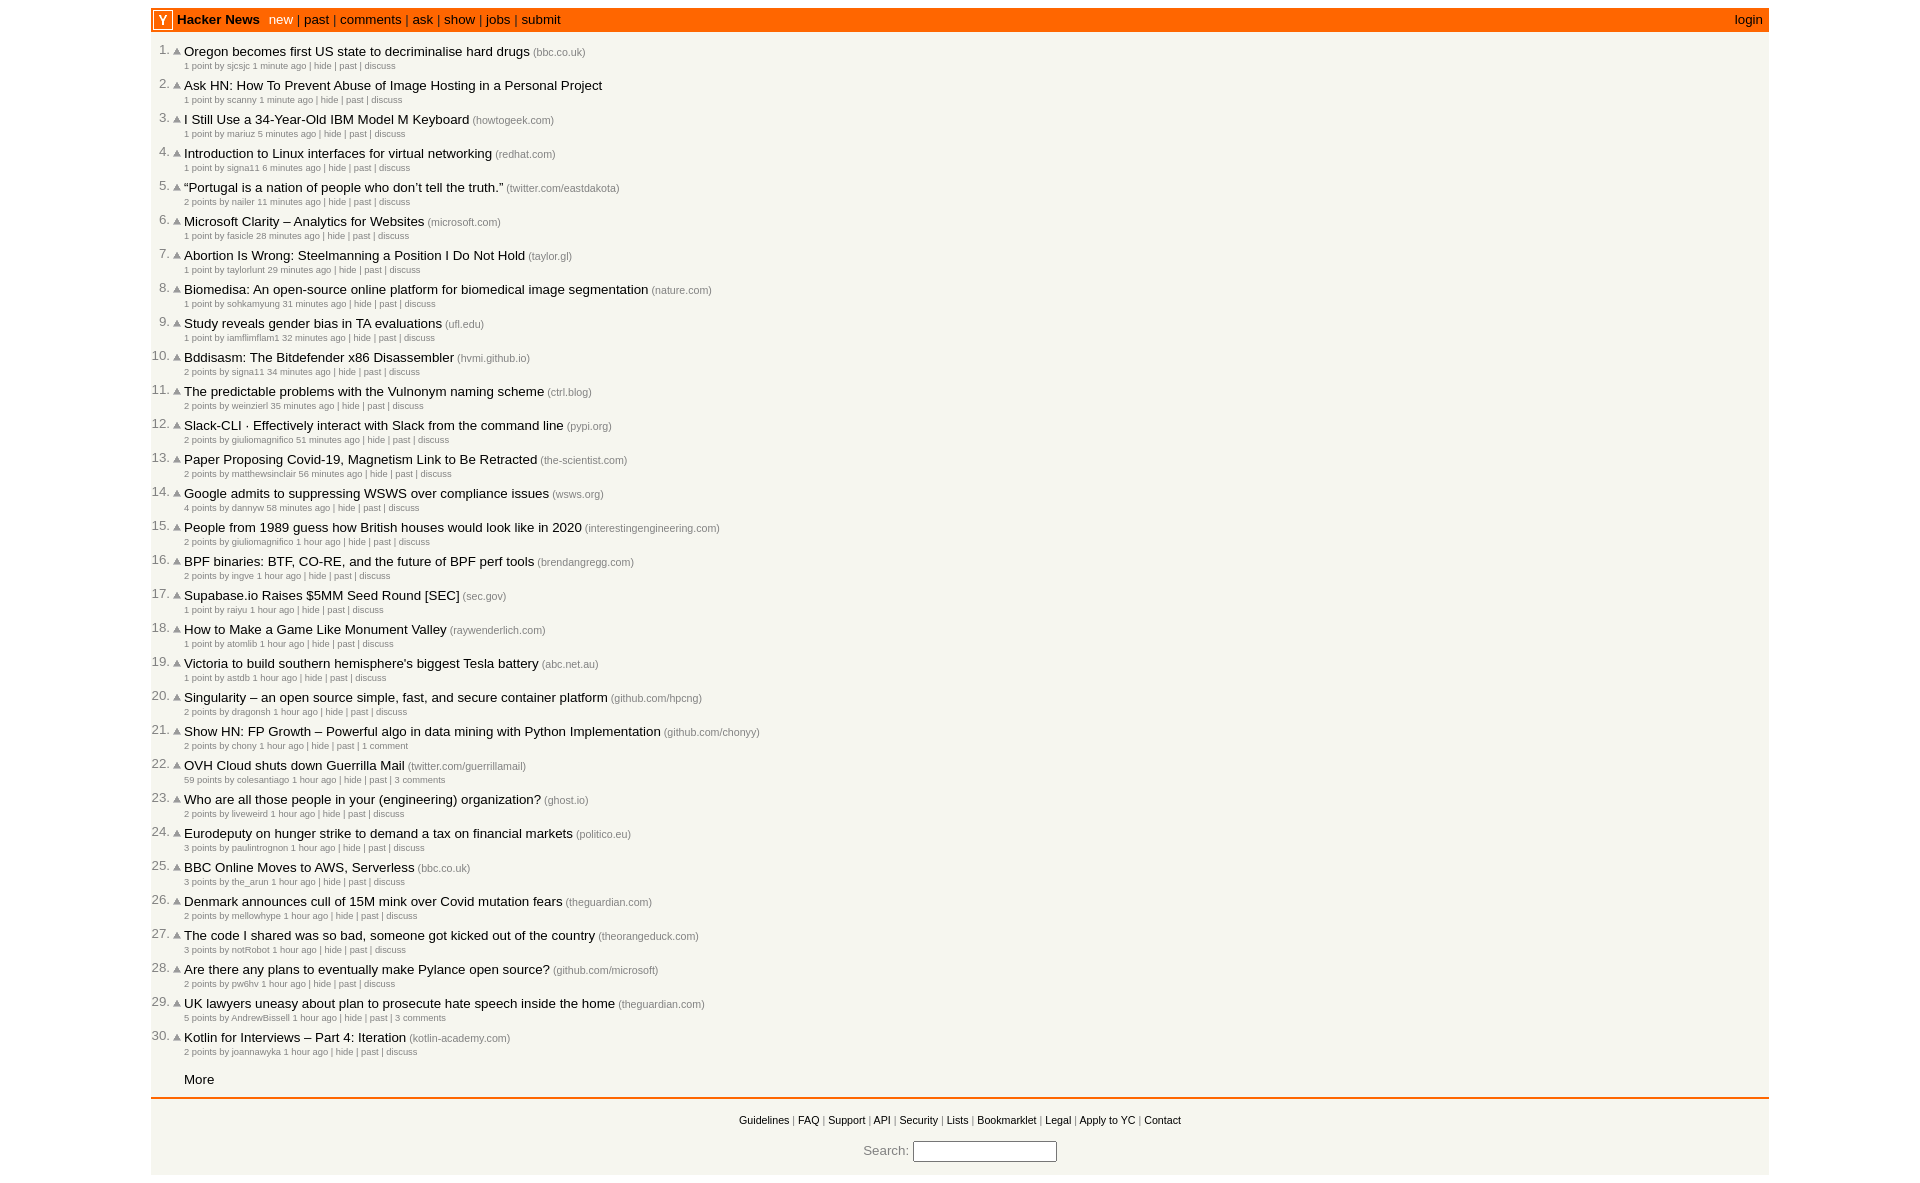 Y Hacker News new | past | comments | ask | show | jobs | submit login
1. Oregon becomes first US state to decriminalise hard drugs (bbc.co.uk)
1 point by sjcsjc 1 minute ago | hide | past | discuss
2. Ask HN: How To Prevent Abuse of Image Hosting in a Personal Project
1 point by scanny 1 minute ago | hide | past | discuss
3. I Still Use a 34-Year-Old IBM Model M Keyboard (howtogeek.com)
1 point by mariuz 5 minutes ago | hide | past | discuss
4. Introduction to Linux interfaces for virtual networking (redhat.com)
1 point by signa11 6 minutes ago | hide | past | discuss
5. “Portugal is a nation of people who don’t tell the truth.” (twitter.com/eastdakota)
2 points by nailer 11 minutes ago | hide | past | discuss
6. Microsoft Clarity – Analytics for Websites (microsoft.com)
1 point by fasicle 28 minutes ago | hide | past | discuss
7. Abortion Is Wrong: Steelmanning a Position I Do Not Hold (taylor.gl)
1 point by taylorlunt 29 minutes ago | hide | past | discuss
8. Biomedisa: An open-source online platform for biomedical image segmentation (nature.com)
1 point by sohkamyung 31 minutes ago | hide | past | discuss
9. Study reveals gender bias in TA evaluations (ufl.edu)
1 point by iamflimflam1 32 minutes ago | hide | past | discuss
10. Bddisasm: The Bitdefender x86 Disassembler (hvmi.github.io)
2 points by signa11 34 minutes ago | hide | past | discuss
11. The predictable problems with the Vulnonym naming scheme (ctrl.blog)
2 points by weinzierl 35 minutes ago | hide | past | discuss
12. Slack-CLI · Effectively interact with Slack from the command line (pypi.org)
2 points by giuliomagnifico 51 minutes ago | hide | past | discuss
13. Paper Proposing Covid-19, Magnetism Link to Be Retracted (the-scientist.com)
2 points by matthewsinclair 56 minutes ago | hide | past | discuss
14. Google admits to suppressing WSWS over compliance issues (wsws.org)
4 points by dannyw 58 minutes ago | hide | past | discuss
15. People from 1989 guess how British houses would look like in 2020 (interestingengineering.com)
2 points by giuliomagnifico 1 hour ago | hide | past | discuss
16. BPF binaries: BTF, CO-RE, and the future of BPF perf tools (brendangregg.com)
2 points by ingve 1 hour ago | hide | past | discuss
17. Supabase.io Raises $5MM Seed Round [SEC] (sec.gov)
1 point by raiyu 1 hour ago | hide | past | discuss
18. How to Make a Game Like Monument Valley (raywenderlich.com)
1 point by atomlib 1 hour ago | hide | past | discuss
19. Victoria to build southern hemisphere's biggest Tesla battery (abc.net.au)
1 point by astdb 1 hour ago | hide | past | discuss
20. Singularity – an open source simple, fast, and secure container platform (github.com/hpcng)
2 points by dragonsh 1 hour ago | hide | past | discuss
21. Show HN: FP Growth – Powerful algo in data mining with Python Implementation (github.com/chonyy)
2 points by chony 1 hour ago | hide | past | 1 comment
22. OVH Cloud shuts down Guerrilla Mail (twitter.com/guerrillamail)
59 points by colesantiago 1 hour ago | hide | past | 3 comments
23. Who are all those people in your (engineering) organization? (ghost.io)
2 points by liveweird 1 hour ago | hide | past | discuss
24. Eurodeputy on hunger strike to demand a tax on financial markets (politico.eu)
3 points by paulintrognon 1 hour ago | hide | past | discuss
25. BBC Online Moves to AWS, Serverless (bbc.co.uk)
3 points by the_arun 1 hour ago | hide | past | discuss
26. Denmark announces cull of 15M mink over Covid mutation fears (theguardian.com)
2 points by mellowhype 1 hour ago | hide | past | discuss
27. The code I shared was so bad, someone got kicked out of the country (theorangeduck.com)
3 points by notRobot 1 hour ago | hide | past | discuss
28. Are there any plans to eventually make Pylance open source? (github.com/microsoft)
2 points by pw6hv 1 hour ago | hide | past | discuss
29. UK lawyers uneasy about plan to prosecute hate speech inside the home (theguardian.com)
5 points by AndrewBissell 1 hour ago | hide | past | 3 comments
30. Kotlin for Interviews – Part 4: Iteration (kotlin-academy.com)
2 points by joannawyka 1 hour ago | hide | past | discuss
More
Guidelines | FAQ | Support | API | Security | Lists | Bookmarklet | Legal | Apply to YC | Contact
Search: